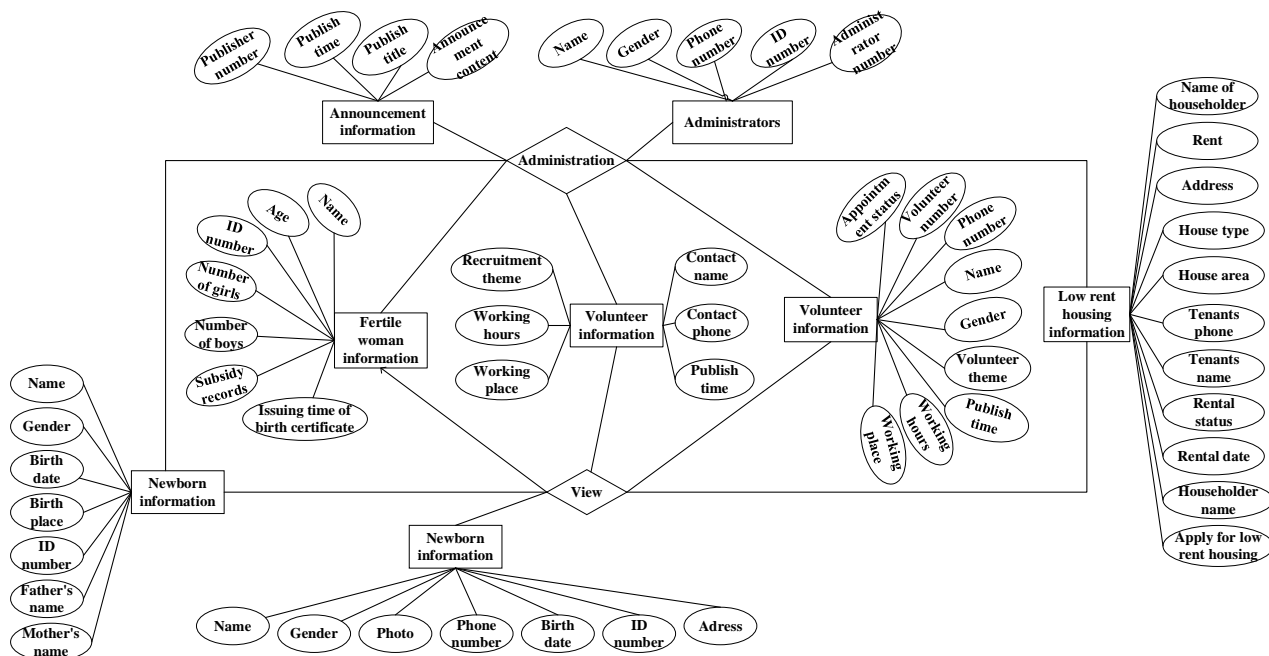 Publisher
number
Publish
time
Publish
title
Announce
ment
content
Name
Gender
Phone
number
ID
number
Administ
rator
number
Announcement
information
Administrators
Administration
Name of
householder
Rent
Address
House type
House area
Tenants
phone
Tenants
name
Rental
status
Rental date
Householder
name
Apply for low
rent housing
Low rent
housing
information
Name
Age
ID
number
Number
of girls
Number
of boys
Subsidy
records
Issuing time of
birth certificate
Fertile
woman
information
Recruitment
theme
Working
hours
Working
place
Volunteer
information
Contact
name
Contact
phone
Publish
time
Volunteer
information
Appointm
ent status
Volunteer
number
Phone
number
Name
Gender
Volunteer
theme
Publish
time
Working
hours
Working
place
Name
Gender
Birth
date
Birth
place
ID
number
Father's
name
Mother's
name
Newborn
information
View
Newborn
information
Name
Gender
Photo
Phone
number
Birth
date
ID
number
Adress